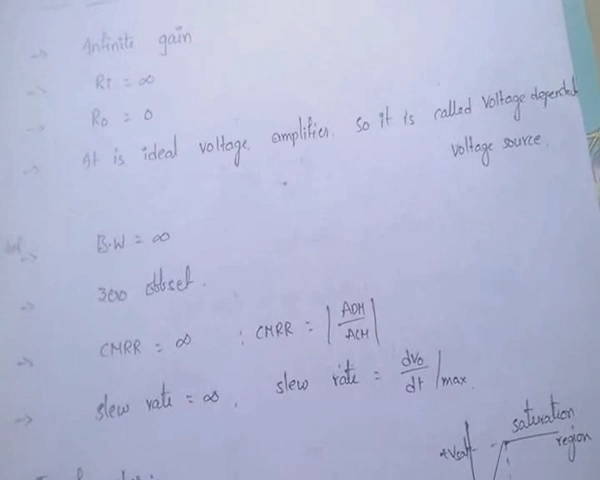 → Infinite gain
→ RI = ∞
→ Ro = 0
→ It is ideal voltage amplifier. So it is called voltage dependent
voltage source.
→ B.W = ∞
→ Zero offset.
→ CMRR = ∞ : CMRR = |ADM/ACM|
→ slew rate = ∞, slew rate = dvo/dt |max.
+Vsat saturation
region